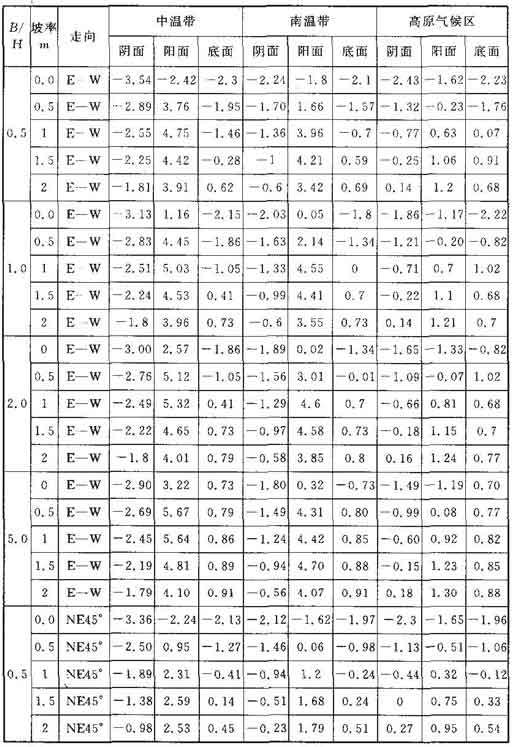 B/H 坡率m 走向 中温带 南温带 高原气候区
阴面 阳面 底面 阴面 阳面 底面 阴面 阳面 底面
0.5 0.0 E—W -3.54 -2.42 -2.3 -2.24 -1.8 -2.1 -2.43 -1.62 -2.23
0.5 E—W -2.89 3.76 -1.95 -1.70 1.66 -1.57 -1.32 -0.23 -1.76
1 E—W -2.55 4.75 -1.46 -1.36 3.96 -0.7 -0.77 0.63 0.07
1.5 E—W -2.25 4.42 -0.28 -1 4.21 0.59 -0.25 1.06 0.91
2 E—W -1.81 3.91 0.62 -0.6 3.42 0.69 0.14 1.2 0.68
1.0 0.0 E—W -3.13 1.16 -2.15 -2.03 0.05 -1.8 -1.86 -1.17 -2.22
0.5 E—W -2.83 4.45 -1.86 -1.63 2.14 -1.34 -1.21 -0.20 -0.82
1 E—W -2.51 5.03 -1.05 -1.33 4.55 0 -0.71 0.7 1.02
1.5 E—W -2.24 4.53 0.41 -0.99 4.41 0.7 -0.22 1.1 0.68
2 E—W -1.8 3.96 0.73 -0.6 3.55 0.73 0.14 1.21 0.7
2.0 0 E—W -3.00 2.57 -1.86 -1.89 0.02 -1.34 -1.65 -1.33 -0.82
0.5 E—W -2.76 5.12 -1.05 -1.56 3.01 -0.01 -1.09 -0.07 1.02
1 E—W -2.49 5.32 0.41 -1.29 4.6 0.7 -0.66 0.81 0.68
1.5 E—W -2.22 4.65 0.73 -0.97 4.58 0.73 -0.18 1.15 0.7
2 E—W -1.8 4.01 0.79 -0.58 3.85 0.8 0.16 1.24 0.77
5.0 0 E—W -2.90 3.22 0.73 -1.80 0.32 -0.73 -1.49 -1.19 0.70
0.5 E—W -2.69 5.67 0.79 -1.49 4.31 0.80 -0.99 0.08 0.77
1 E—W -2.45 5.64 0.86 -1.24 4.42 0.85 -0.60 0.92 0.82
1.5 E—W -2.19 4.81 0.89 -0.94 4.70 0.88 -0.15 1.23 0.85
2 E—W -1.79 4.10 0.91 -0.56 4.07 0.91 0.18 1.30 0.88
0.5 0.0 NE45° -3.36 -2.24 -2.13 -2.12 -1.62 -1.97 -2.3 -1.65 -1.96
0.5 NE45° -2.50 0.95 -1.27 -1.46 0.06 -0.98 -1.13 -0.51 -1.06
1 NE45° -1.89 2.31 -0.41 -0.94 1.2 -0.24 -0.44 0.32 -0.12
1.5 NE45° -1.38 2.59 0.14 -0.51 1.68 0.24 0 0.75 0.33
2 NE45° -0.98 2.53 0.45 -0.23 1.79 0.51 0.27 0.95 0.54